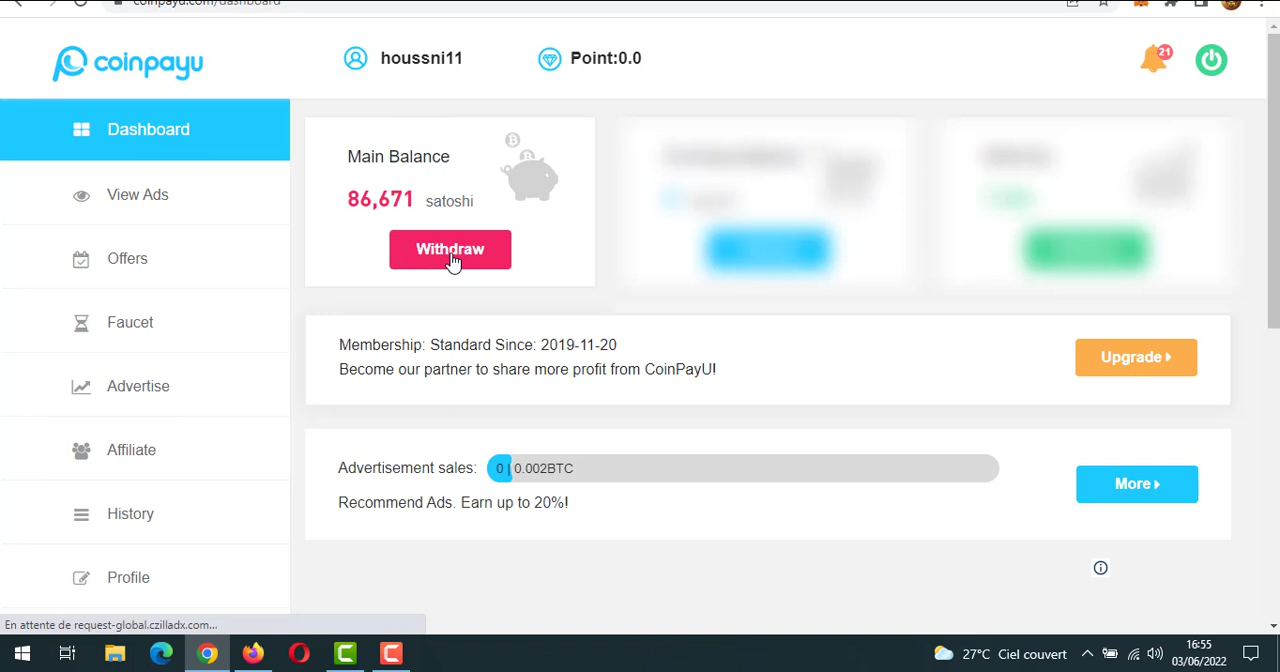 coinpayu.com/dashboard
coinpayu
houssni11
Point:0.0
21
Dashboard
View Ads
Offers
Faucet
Advertise
Affiliate
History
Profile
Main Balance
86,671 satoshi
Withdraw
Membership: Standard Since: 2019-11-20
Become our partner to share more profit from CoinPayU!
Upgrade
Advertisement sales: 0 | 0.002BTC
Recommend Ads. Earn up to 20%!
More
En attente de request-global.czilladx.com...
27°C Ciel couvert
16:55
03/06/2022